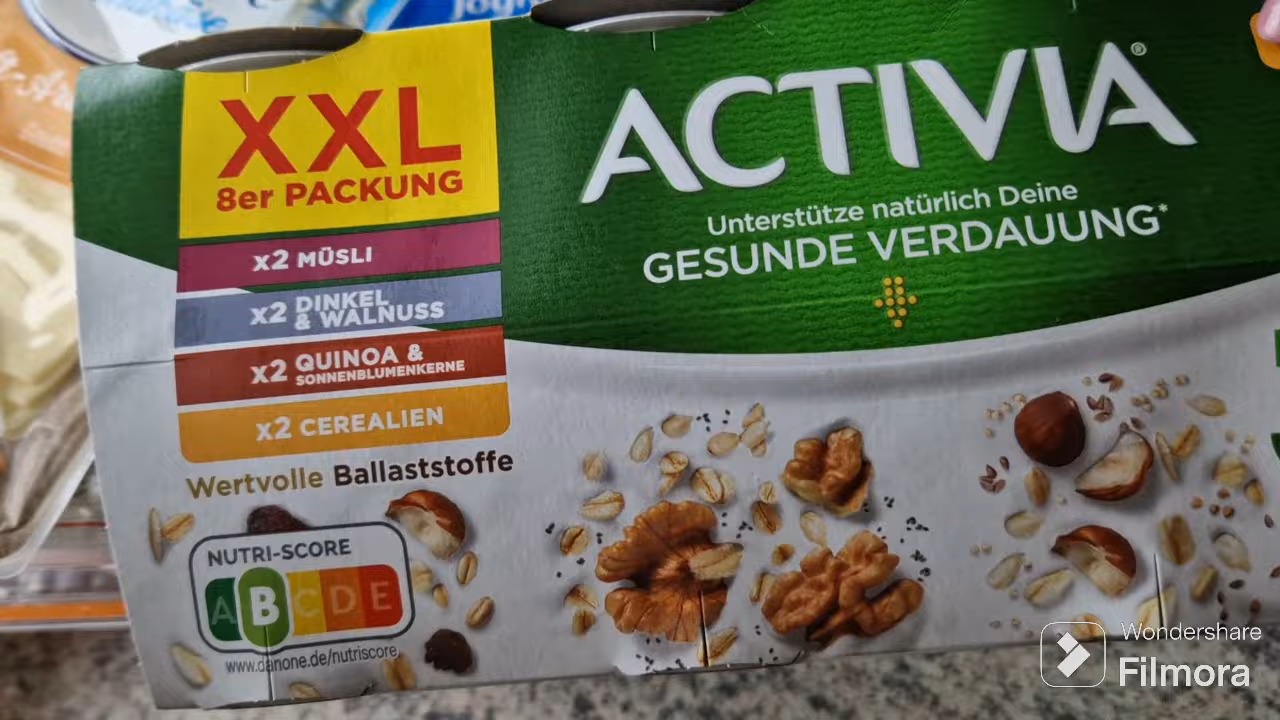 XXL
8er PACKUNG
x2 MÜSLI
x2 DINKEL
& WALNUSS
x2 QUINOA &
SONNENBLUMENKERNE
x2 CEREALIEN
Wertvolle Ballaststoffe
NUTRI-SCORE
A B C D E
www.danone.de/nutriscore
ACTIVIA®
Unterstütze natürlich Deine
GESUNDE VERDAUUNG*
Wondershare
Filmora